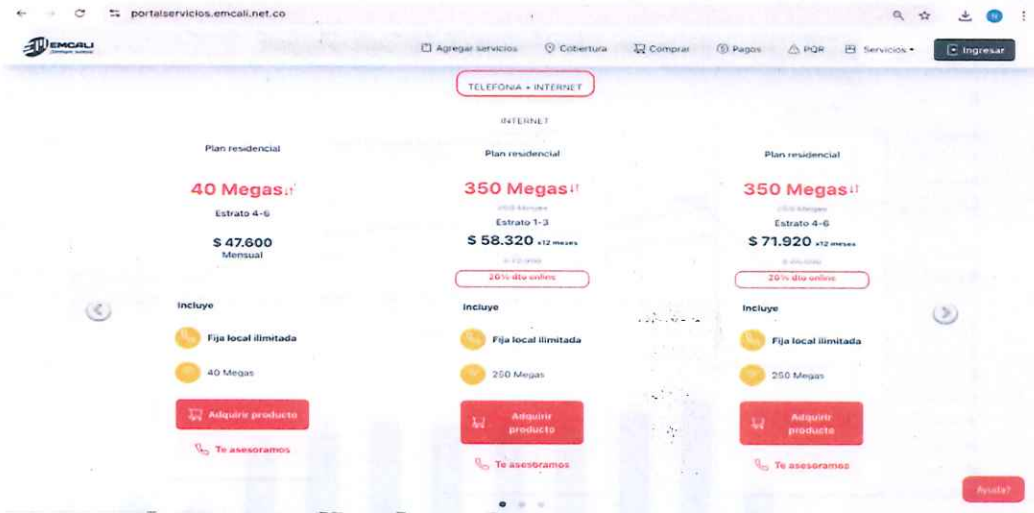 portalservicios.emcali.net.co
EMCALI
Agregar servicios
Cobertura
Comprar
Pagos
PQR
Servicios
Ingresar
TELEFONIA + INTERNET
INTERNET
Plan residencial
40 Megas
Estrato 4-6
$ 47.600
Mensual
Incluye
Fija local ilimitada
40 Megas
Adquirir producto
Te asesoramos
Plan residencial
350 Megas
Estrato 1-3
$ 58.320 x12 meses
20% dto online
Incluye
Fija local ilimitada
250 Megas
Adquirir
producto
Te asesoramos
Plan residencial
350 Megas
Estrato 4-6
$ 71.920 x12 meses
20% dto online
Incluye
Fija local ilimitada
250 Megas
Adquirir
producto
Te asesoramos
Ayuda?